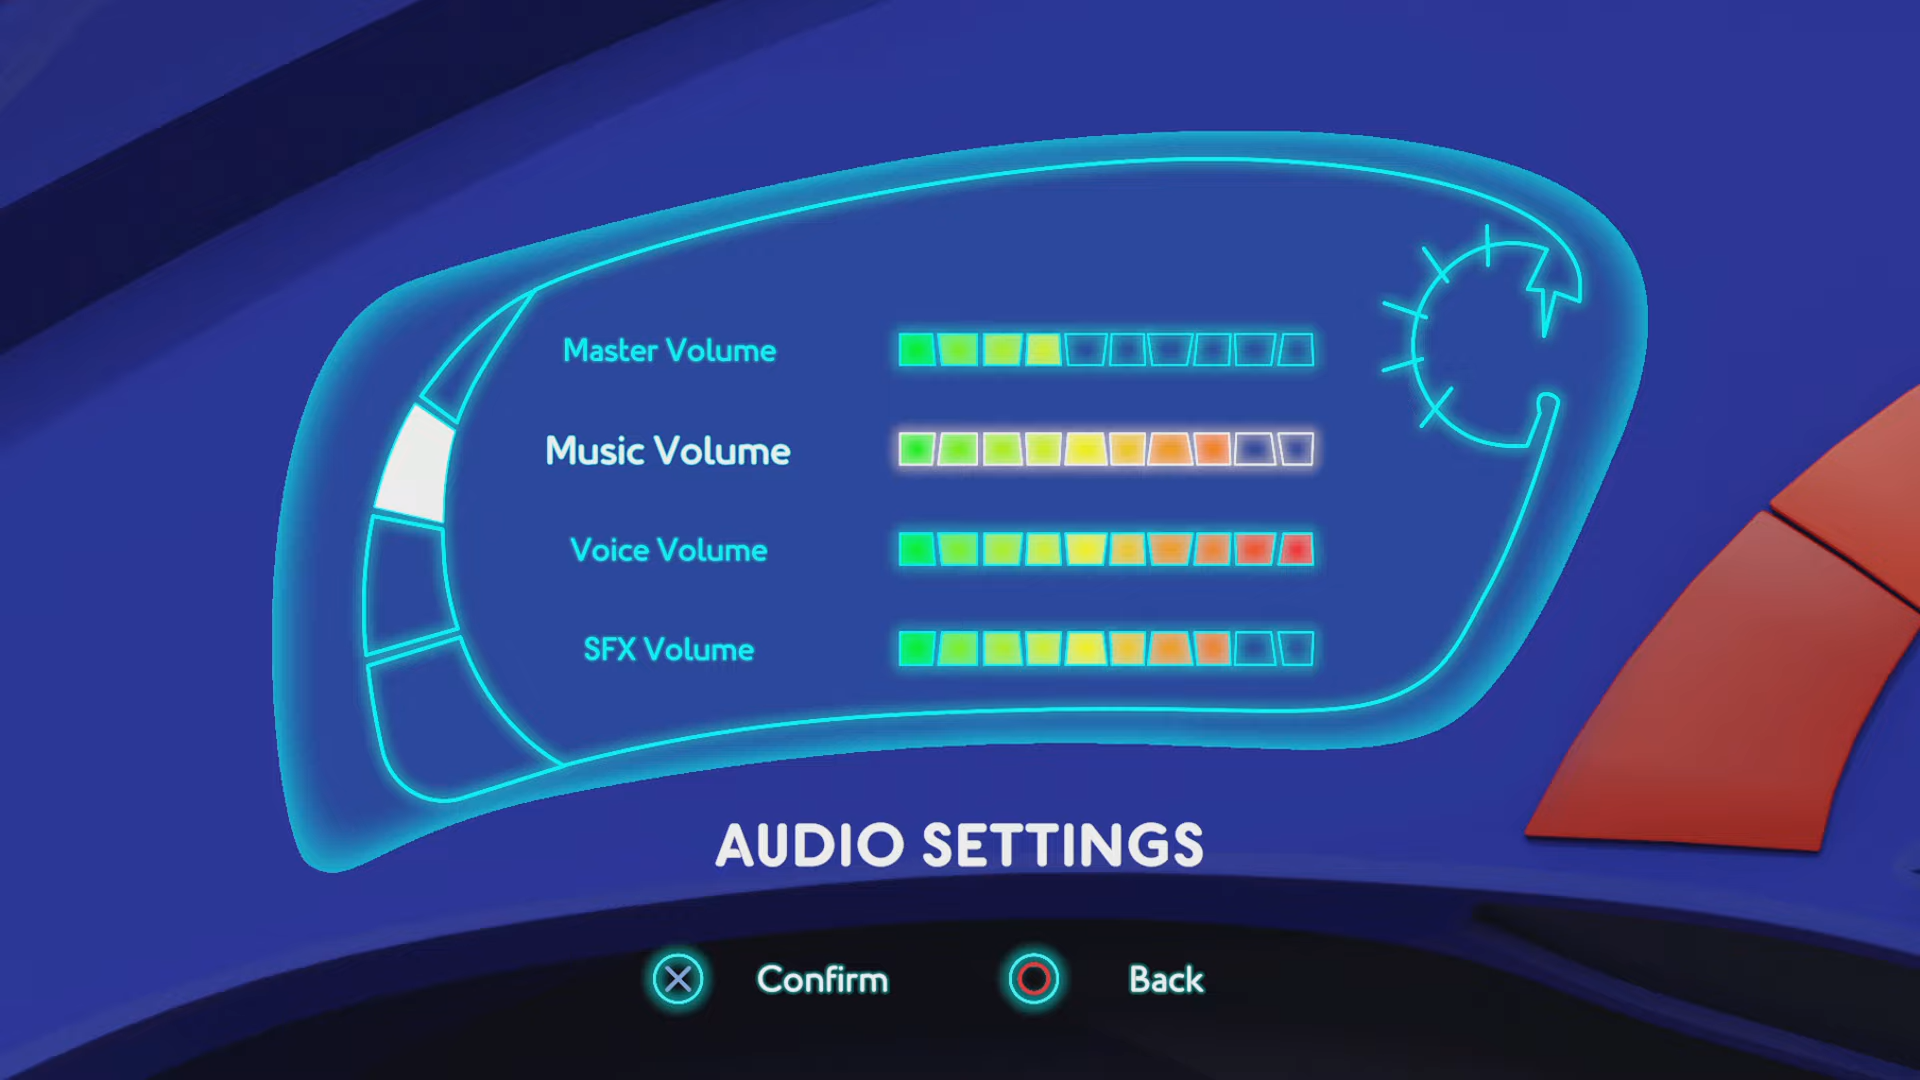 Master Volume
Music Volume
Voice Volume
SFX Volume
AUDIO SETTINGS
Confirm
Back